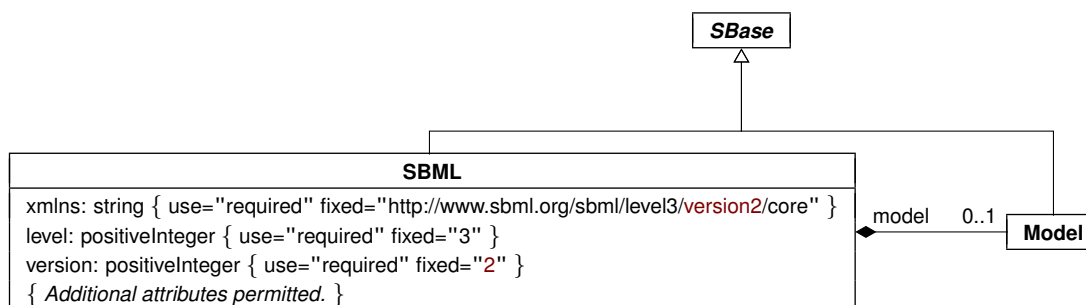 SBase
SBML
xmlns: string { use="required" fixed="http://www.sbml.org/sbml/level3/version2/core" }
level: positiveInteger { use="required" fixed="3" }
version: positiveInteger { use="required" fixed="2" }
{ Additional attributes permitted. }
model 0..1
Model